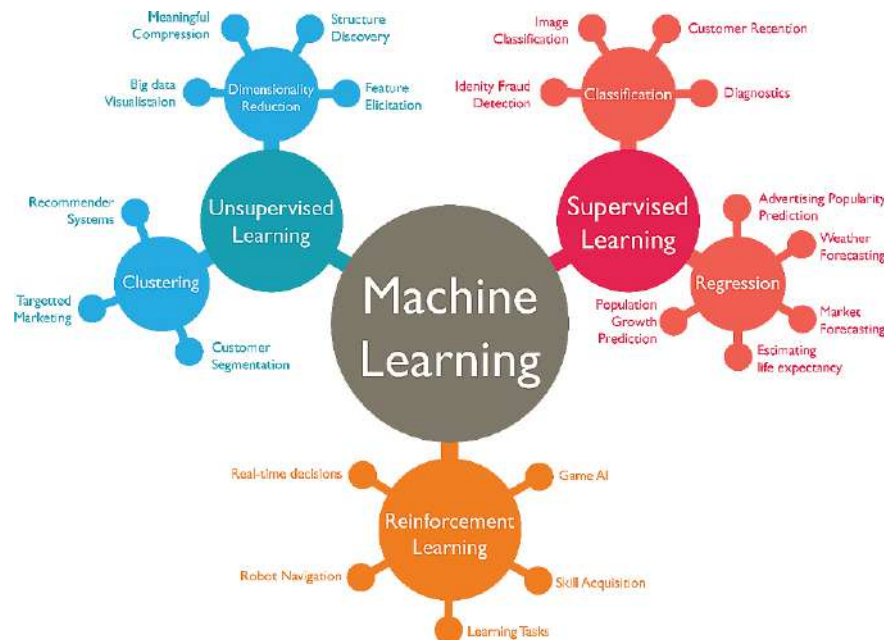 Meaningful
Compression
Structure
Discovery
Big data
Visualistaion
Dimensionality
Reduction
Feature
Elicitation
Unsupervised
Learning
Recommender
Systems
Clustering
Targetted
Marketing
Customer
Segmentation
Machine
Learning
Image
Classification
Customer Retention
Idenity Fraud
Detection
Classification
Diagnostics
Supervised
Learning
Advertising Popularity
Prediction
Weather
Forecasting
Regression
Population
Growth
Prediction
Market
Forecasting
Estimating
life expectancy
Real-time decisions
Game AI
Reinforcement
Learning
Robot Navigation
Skill Acquisition
Learning Tasks